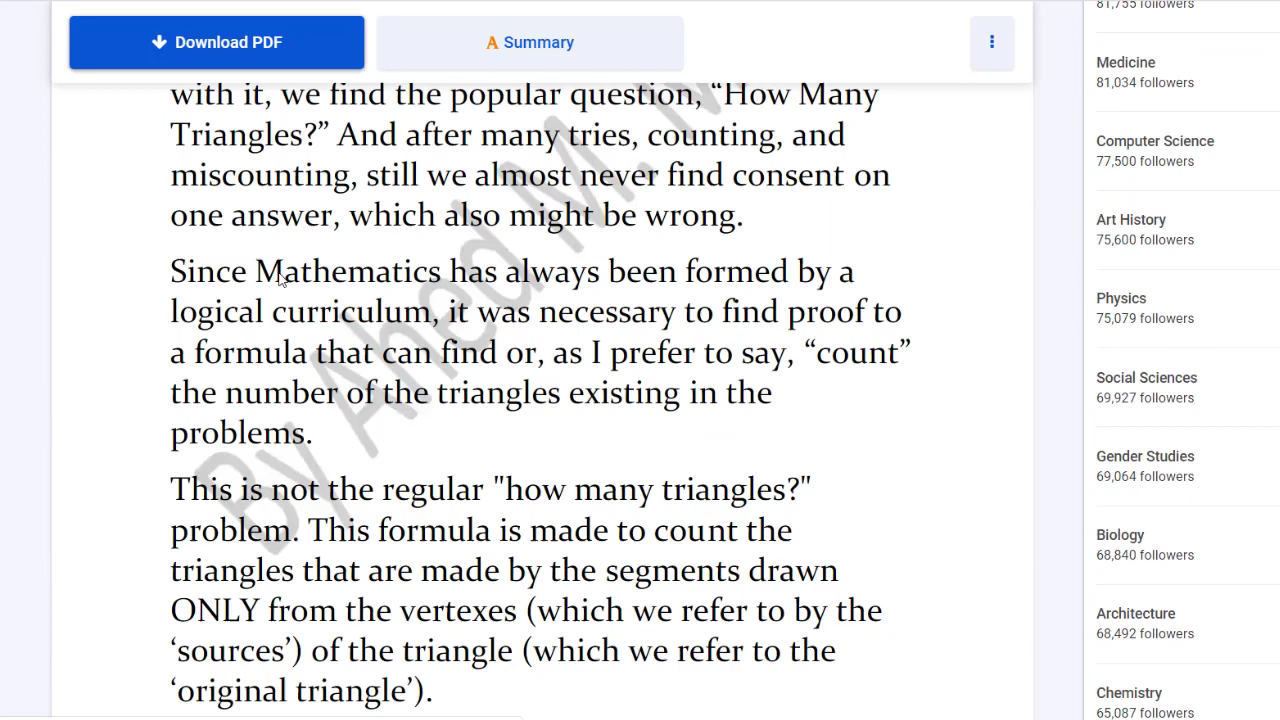 Download PDF
A Summary
with it, we find the popular question, “How Many
Triangles?” And after many tries, counting, and
miscounting, still we almost never find consent on
one answer, which also might be wrong.
Since Mathematics has always been formed by a
logical curriculum, it was necessary to find proof to
a formula that can find or, as I prefer to say, “count”
the number of the triangles existing in the
problems.
This is not the regular "how many triangles?"
problem. This formula is made to count the
triangles that are made by the segments drawn
ONLY from the vertexes (which we refer to by the
‘sources’) of the triangle (which we refer to the
‘original triangle’).
By Ahed M.
81,755 followers
Medicine
81,034 followers
Computer Science
77,500 followers
Art History
75,600 followers
Physics
75,079 followers
Social Sciences
69,927 followers
Gender Studies
69,064 followers
Biology
68,840 followers
Architecture
68,492 followers
Chemistry
65,087 followers